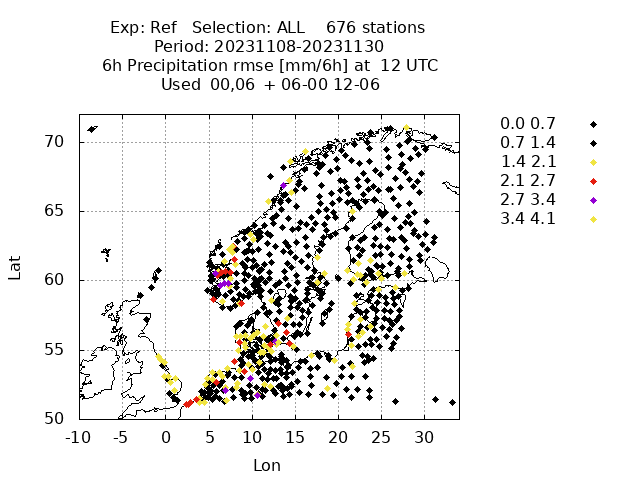 Exp: Ref Selection: ALL 676 stations
Period: 20231108-20231130
6h Precipitation rmse [mm/6h] at 12 UTC
Used 00,06 + 06-00 12-06
0.0 0.7
0.7 1.4
1.4 2.1
2.1 2.7
2.7 3.4
3.4 4.1
70
65
60
55
50
Lat
-10 -5 0 5 10 15 20 25 30
Lon